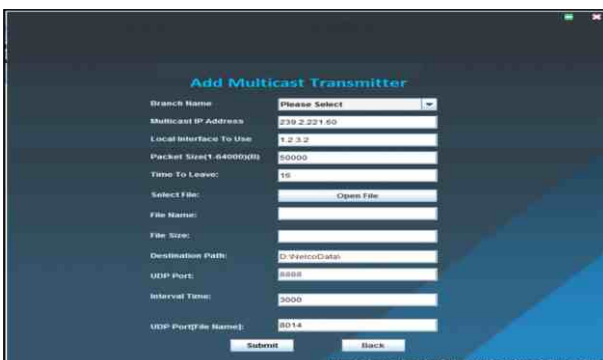 Add Multicast Transmitter
Branch Name Please Select
Multicast IP Address 239.2.221.60
Local Interface To Use 1.2.3.2
Packet Size(1-64000)(B) 50000
Time To Leave: 16
Select File: Open File
File Name:
File Size:
Destination Path: D:\NelcoData\
UDP Port: 8888
Interval Time: 3000
UDP Port[File Name]: 8014
Submit Back